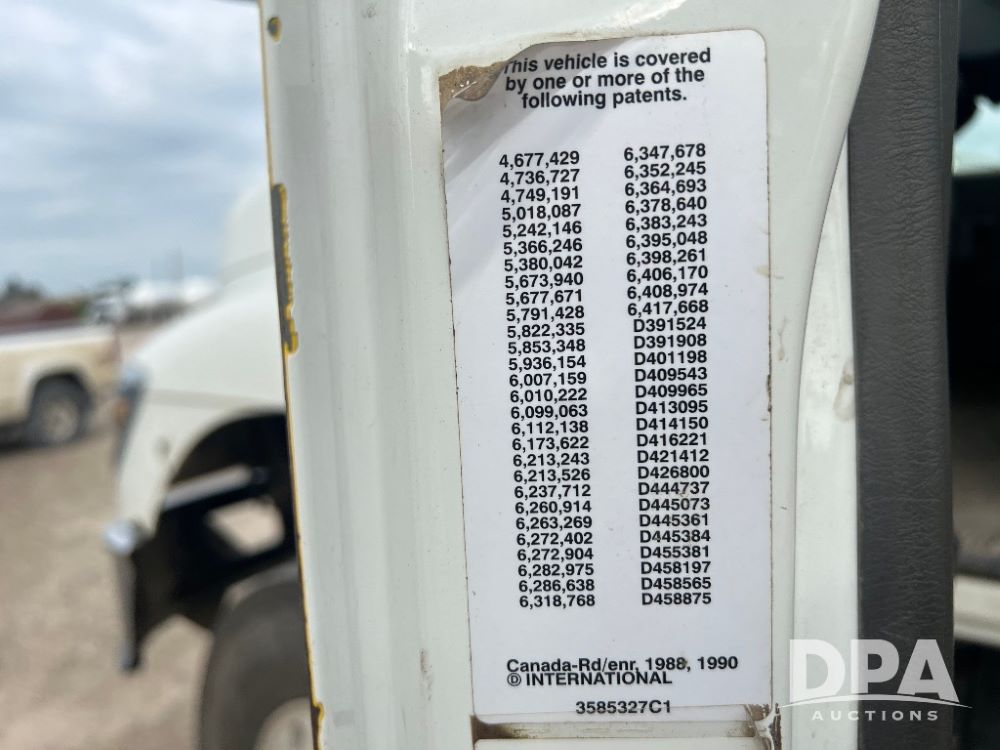 This vehicle is covered
by one or more of the
following patents.
4,677,429
4,736,727
4,749,191
5,018,087
5,242,146
5,366,246
5,380,042
5,673,940
5,677,671
5,791,428
5,822,335
5,853,348
5,936,154
6,007,159
6,010,222
6,099,063
6,112,138
6,173,622
6,213,243
6,213,526
6,237,712
6,260,914
6,263,269
6,272,402
6,272,904
6,282,975
6,286,638
6,318,768
6,347,678
6,352,245
6,364,693
6,378,640
6,383,243
6,395,048
6,398,261
6,406,170
6,408,974
6,417,668
D391524
D391908
D401198
D409543
D409965
D413095
D414150
D416221
D421412
D426800
D444737
D445073
D445361
D445384
D455381
D458197
D458565
D458875
Canada-Rd/enr, 1988, 1990
© INTERNATIONAL
3585327C1
DPA
AUCTIONS